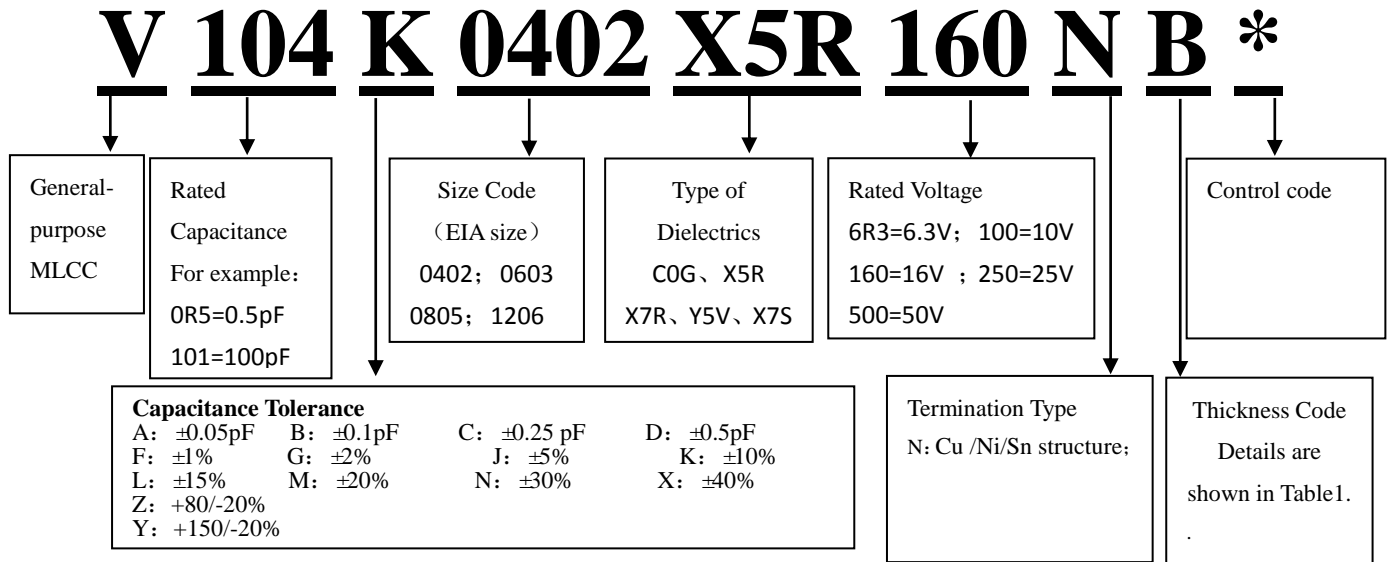 V 104 K 0402 X5R 160 N B *
General-
purpose
MLCC
Rated
Capacitance
For example：
0R5=0.5pF
101=100pF
Size Code
（EIA size）
0402；0603
0805；1206
Type of
Dielectrics
C0G、X5R
X7R、Y5V、X7S
Rated Voltage
6R3=6.3V；100=10V
160=16V ；250=25V
500=50V
Control code
Capacitance Tolerance
A： ±0.05pF B： ±0.1pF C： ±0.25 pF D： ±0.5pF
F： ±1% G： ±2% J： ±5% K： ±10%
L： ±15% M： ±20% N： ±30% X： ±40%
Z： +80/-20%
Y： +150/-20%
Termination Type
N：Cu /Ni/Sn structure；
Thickness Code
Details are
shown in Table1.
.